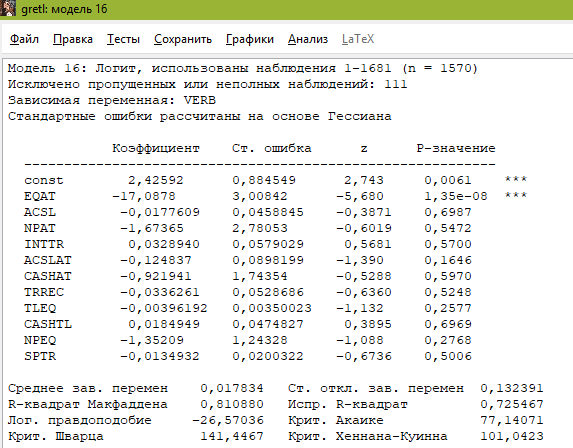 gretl: модель 16
Файл Правка Тесты Сохранить Графики Анализ LaTeX
Модель 16: Логит, использованы наблюдения 1-1681 (n = 1570)
Исключено пропущенных или неполных наблюдений: 111
Зависимая переменная: VERB
Стандартные ошибки рассчитаны на основе Гессиана
Коэффициент Ст. ошибка z P-значение
const 2,42592 0,884549 2,743 0,0061 ***
EQAT -17,0878 3,00842 -5,680 1,35e-08 ***
ACSL -0,0177609 0,0458845 -0,3871 0,6987
NPAT -1,67365 2,78053 -0,6019 0,5472
INTTR 0,0328940 0,0579029 0,5681 0,5700
ACSLAT -0,124837 0,0898199 -1,390 0,1646
CASHAT -0,921941 1,74354 -0,5288 0,5970
TRREC -0,0336261 0,0528686 -0,6360 0,5248
TLEQ -0,00396192 0,00350023 -1,132 0,2577
CASHTL 0,0184949 0,0474827 0,3895 0,6969
NPEQ -1,35209 1,24328 -1,088 0,2768
SPTR -0,0134932 0,0200322 -0,6736 0,5006
Среднее зав. перемен 0,017834 Ст. откл. зав. перемен 0,132391
R-квадрат Макфаддена 0,810880 Испр. R-квадрат 0,725467
Лог. правдоподобие -26,57036 Крит. Акаике 77,14071
Крит. Шварца 141,4467 Крит. Хеннана-Куинна 101,0423